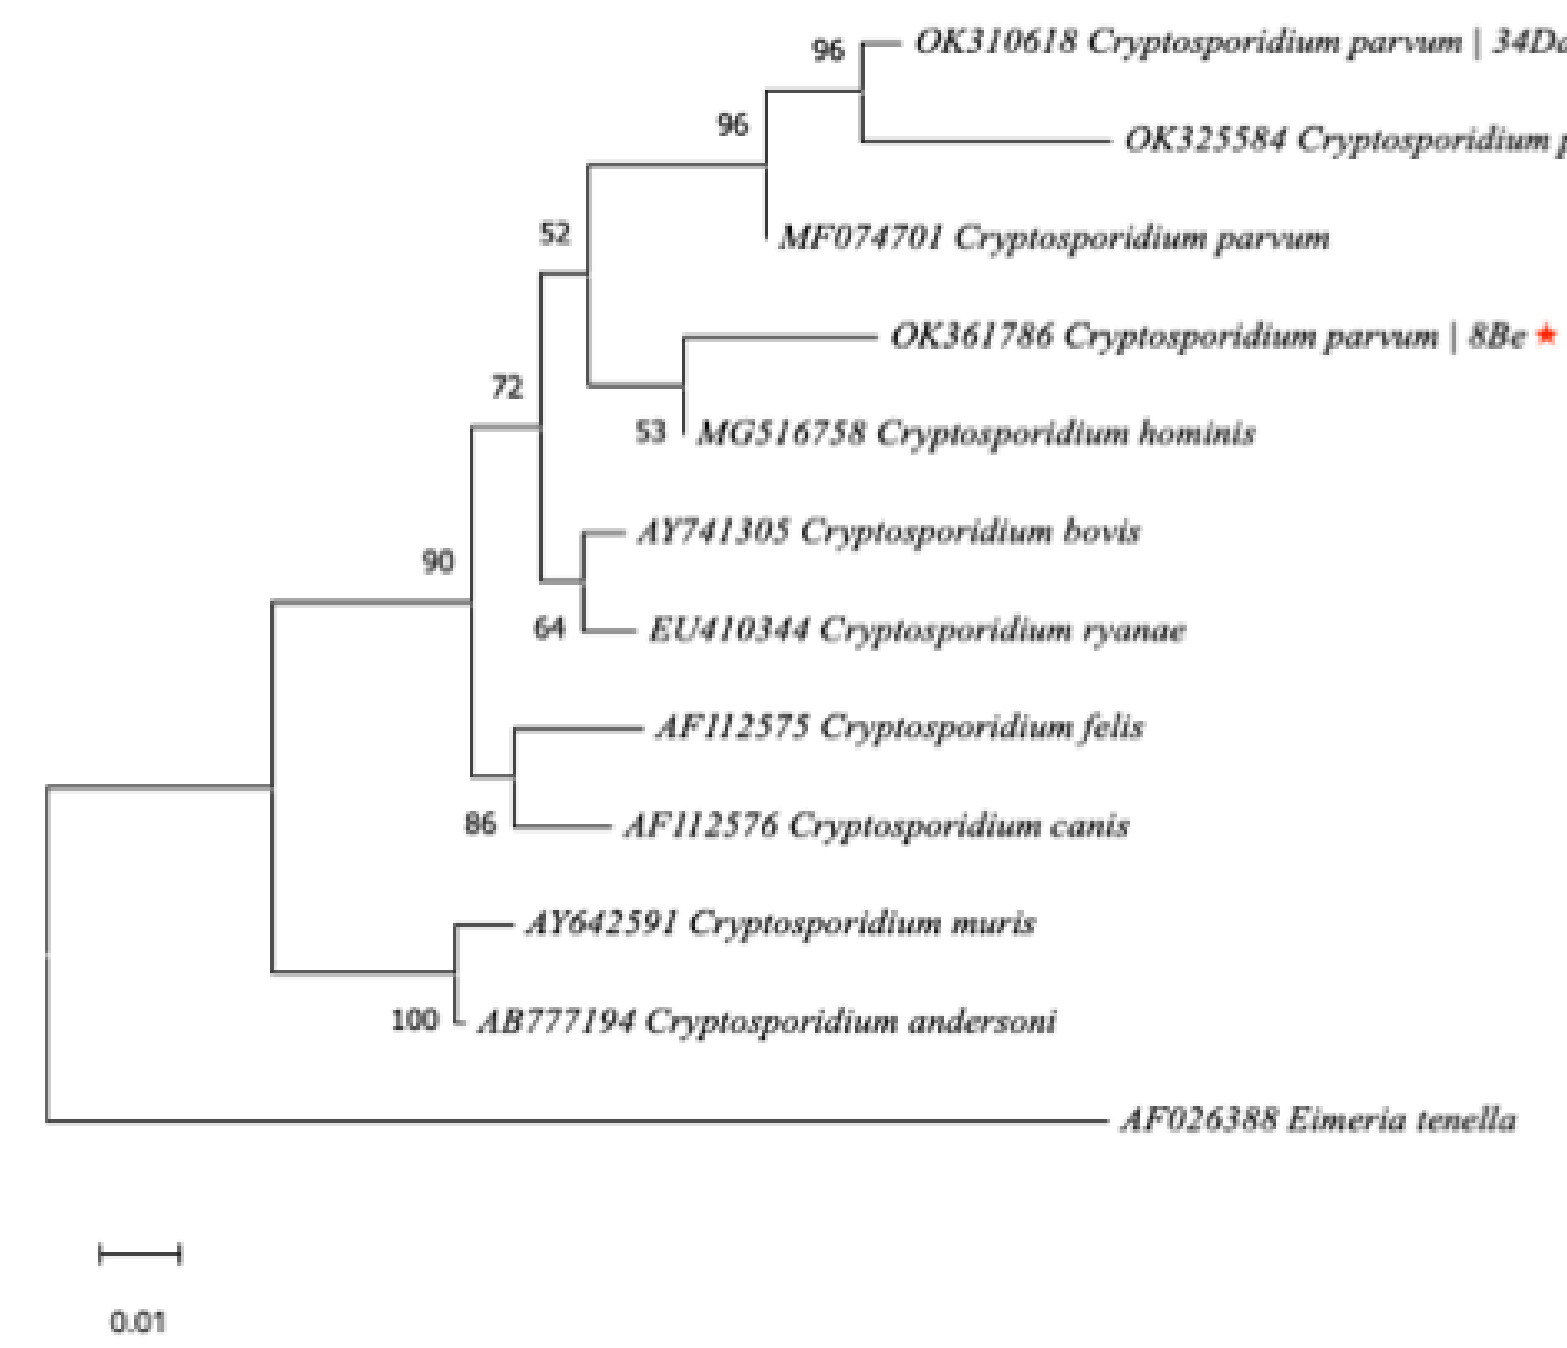 96
OK310618 Cryptosporidium parvum | 34Da
96
OK325584 Cryptosporidium p
52
MF074701 Cryptosporidium parvum
OK361786 Cryptosporidium parvum | 8Be
72
53
MG516758 Cryptosporidium hominis
AY741305 Cryptosporidium bovis
90
64
EU410344 Cryptosporidium ryanae
AF112575 Cryptosporidium felis
86
AF112576 Cryptosporidium canis
AY642591 Cryptosporidium muris
100
AB777194 Cryptosporidium andersoni
AF026388 Eimeria tenella
0.01